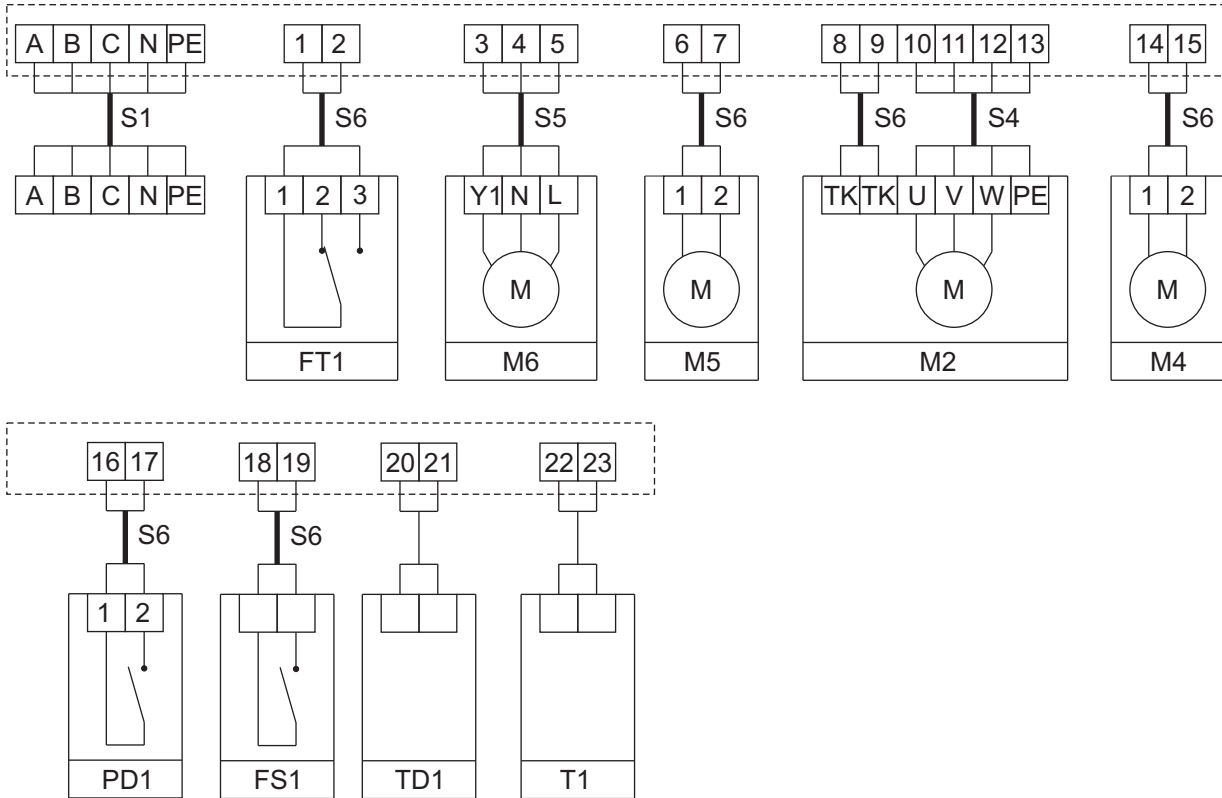 A B C N PE 1 2 3 4 5 6 7 8 9 10 11 12 13 14 15
S1 S6 S5 S6 S6 S4 S6
A B C N PE 1 2 3 Y1 N L 1 2 TK TK U V W PE 1 2
M M M M
FT1 M6 M5 M2 M4
16 17 18 19 20 21 22 23
S6 S6
1 2
PD1 FS1 TD1 T1